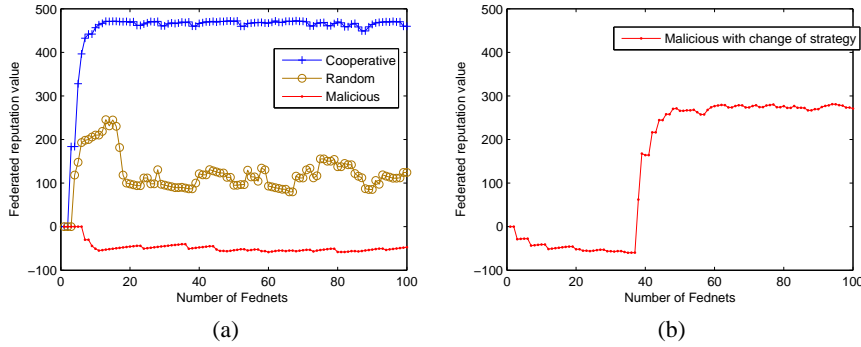 500
400
300
200
100
0
−100
0
20
40
60
80
100
Federated reputation value
Number of Fednets
Cooperative
Random
Malicious
(a)
500
400
300
200
100
0
−100
0
20
40
60
80
100
Federated reputation value
Number of Fednets
Malicious with change of strategy
(b)